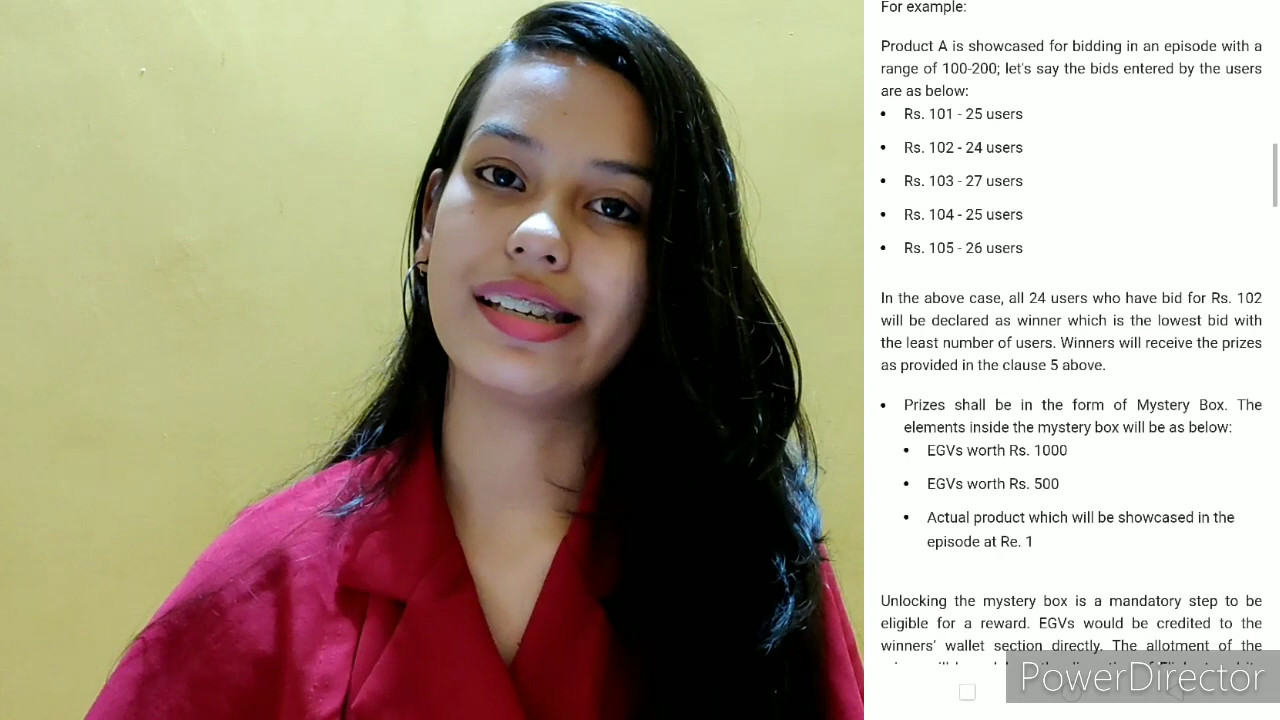 For example:
Product A is showcased for bidding in an episode with a
range of 100-200; let's say the bids entered by the users
are as below:
• Rs. 101 - 25 users
• Rs. 102 - 24 users
• Rs. 103 - 27 users
• Rs. 104 - 25 users
• Rs. 105 - 26 users
In the above case, all 24 users who have bid for Rs. 102
will be declared as winner which is the lowest bid with
the least number of users. Winners will receive the prizes
as provided in the clause 5 above.
• Prizes shall be in the form of Mystery Box. The
elements inside the mystery box will be as below:
• EGVs worth Rs. 1000
• EGVs worth Rs. 500
• Actual product which will be showcased in the
episode at Re. 1
Unlocking the mystery box is a mandatory step to be
eligible for a reward. EGVs would be credited to the
winners' wallet section directly. The allotment of the
PowerDirector